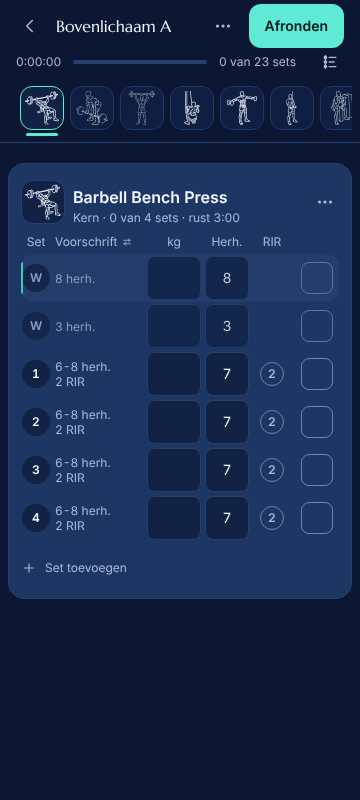 Bovenlichaam A
Afronden
0:00:00
0 van 23 sets
Barbell Bench Press
Kern · 0 van 4 sets · rust 3:00
Set Voorschrift ⇄ kg Herh. RIR
W 8 herh. 8
W 3 herh. 3
1 6-8 herh. 7 2
2 RIR
2 6-8 herh. 7 2
2 RIR
3 6-8 herh. 7 2
2 RIR
4 6-8 herh. 7 2
2 RIR
+ Set toevoegen